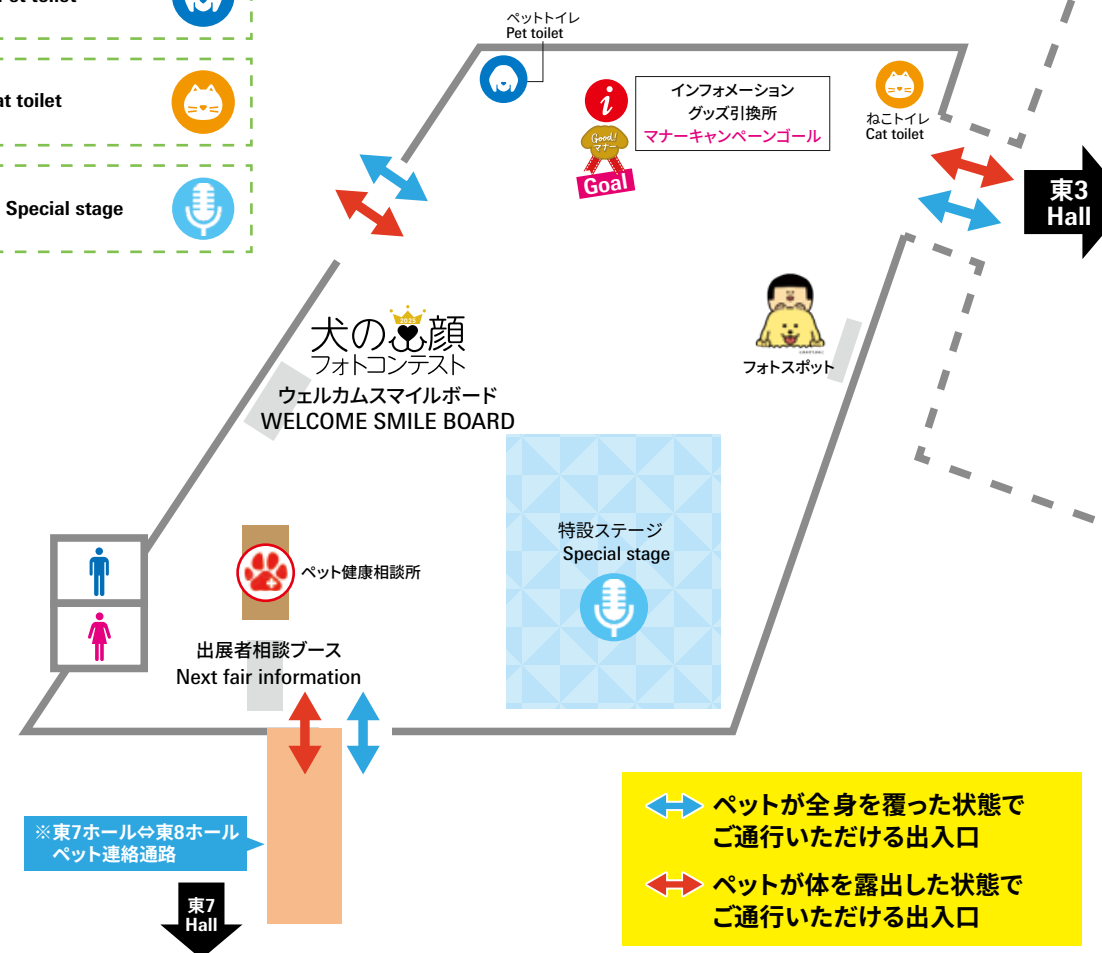 Pet toilet
ペットトイレ
Pet toilet
at toilet
Special stage
インフォメーション
グッズ引換所
マナーキャンペーンゴール
Good!
マナー
Goal
ねこトイレ
Cat toilet
東3
Hall
2025
犬の顔
フォトコンテスト
ウェルカムスマイルボード
WELCOME SMILE BOARD
フォトスポット
特設ステージ
Special stage
ペット健康相談所
出展者相談ブース
Next fair information
※東7ホール⇔東8ホール
ペット連絡通路
東7
Hall
ペットが全身を覆った状態で
ご通行いただける出入口
ペットが体を露出した状態で
ご通行いただける出入口